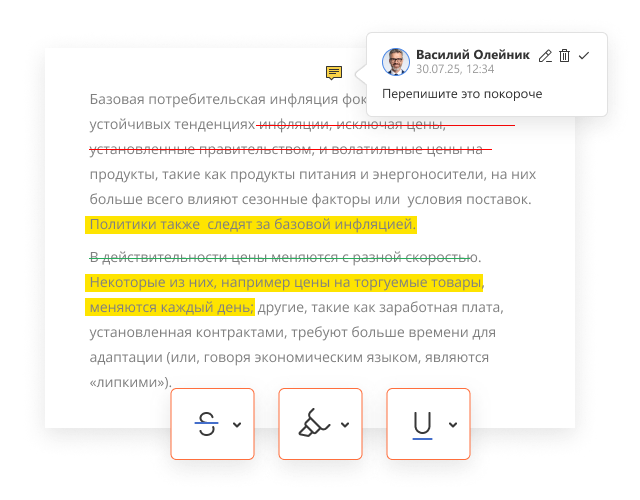 Василий Олейник
30.07.25, 12:34
Перепишите это покороче
Базовая потребительская инфляция
устойчивых тенденциях инфляции, исключая цены,
установленные правительством, и волатильные цены на
продукты, такие как продукты питания и энергоносители, на них
больше всего влияют сезонные факторы или условия поставок.
Политики также следят за базовой инфляцией.
В действительности цены меняются с разной скоростью.
Некоторые из них, например цены на торгуемые товары,
меняются каждый день; другие, такие как заработная плата,
установленная контрактами, требуют больше времени для
адаптации (или, говоря экономическим языком, являются
«липкими»).